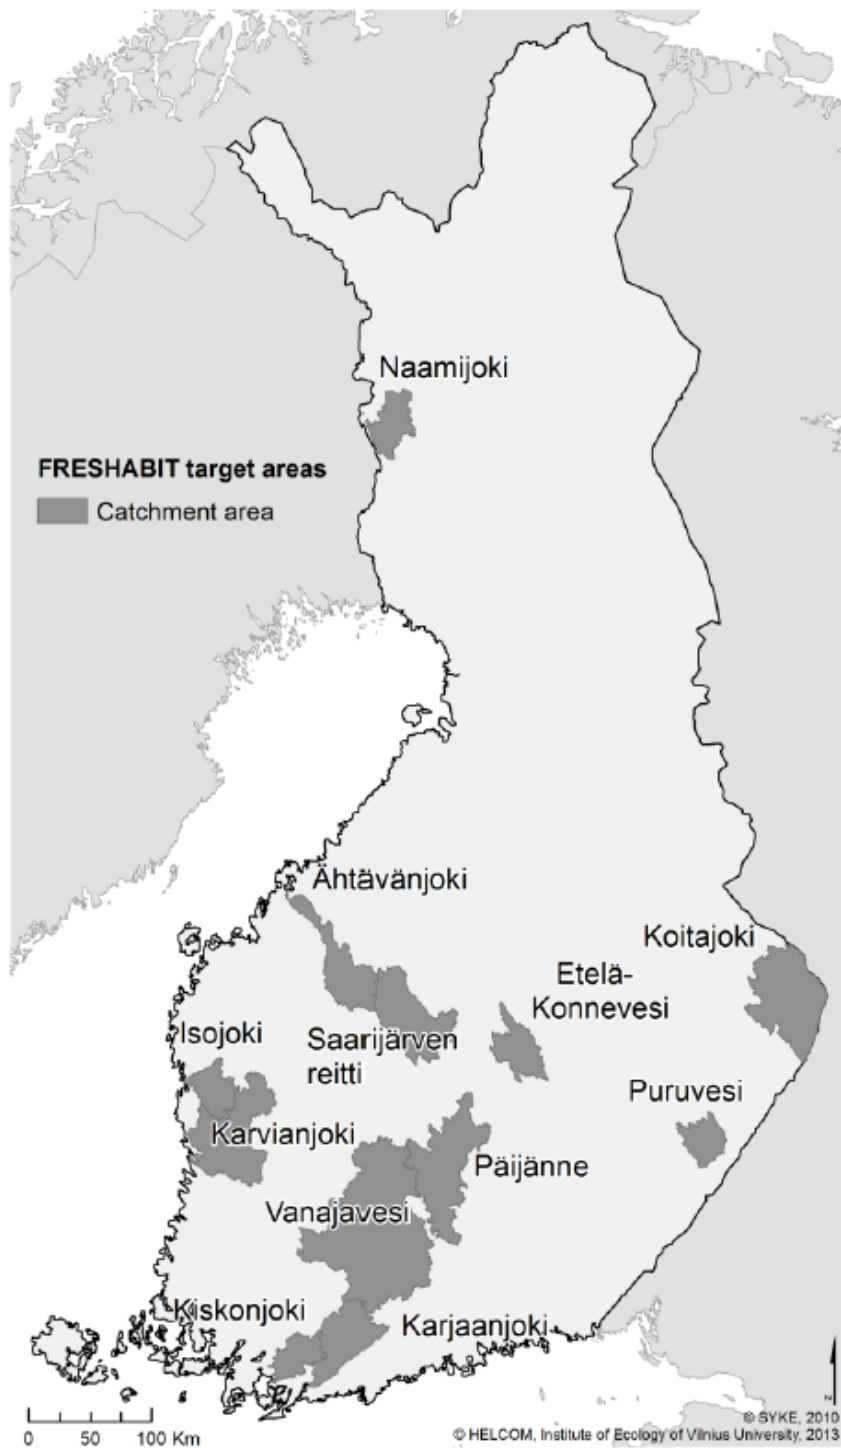 Naamijoki
FRESHABIT target areas
Catchment area
Ähtävänjoki
Koitajoki
Etelä-
Konnevesi
Isojoki
Saarijärven
reitti
Puruvesi
Karvianjoki
Päijänne
Vanajavesi
Kiskonjoki
Karjaanjoki
N
0 50 100 Km
© SYKE, 2010
© HELCOM, Institute of Ecology of Vilnius University, 2013